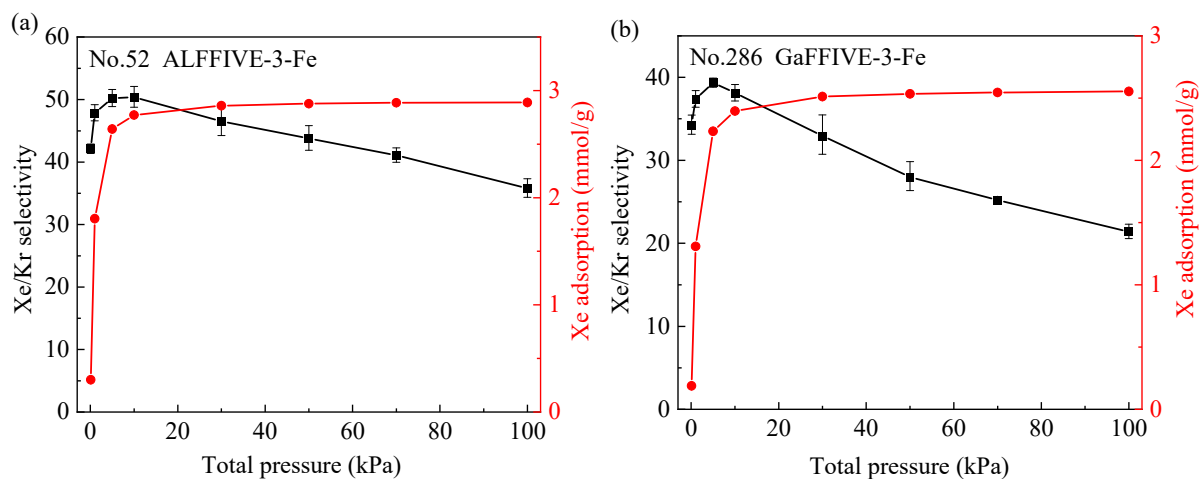 (a)
No.52 ALFFIVE-3-Fe
60
50
40
30
20
10
0
Xe/Kr selectivity
3
2
1
0
Xe adsorption (mmol/g)
0 20 40 60 80 100
Total pressure (kPa)
(b)
No.286 GaFFIVE-3-Fe
40
30
20
10
0
Xe/Kr selectivity
3
2
1
0
Xe adsorption (mmol/g)
0 20 40 60 80 100
Total pressure (kPa)